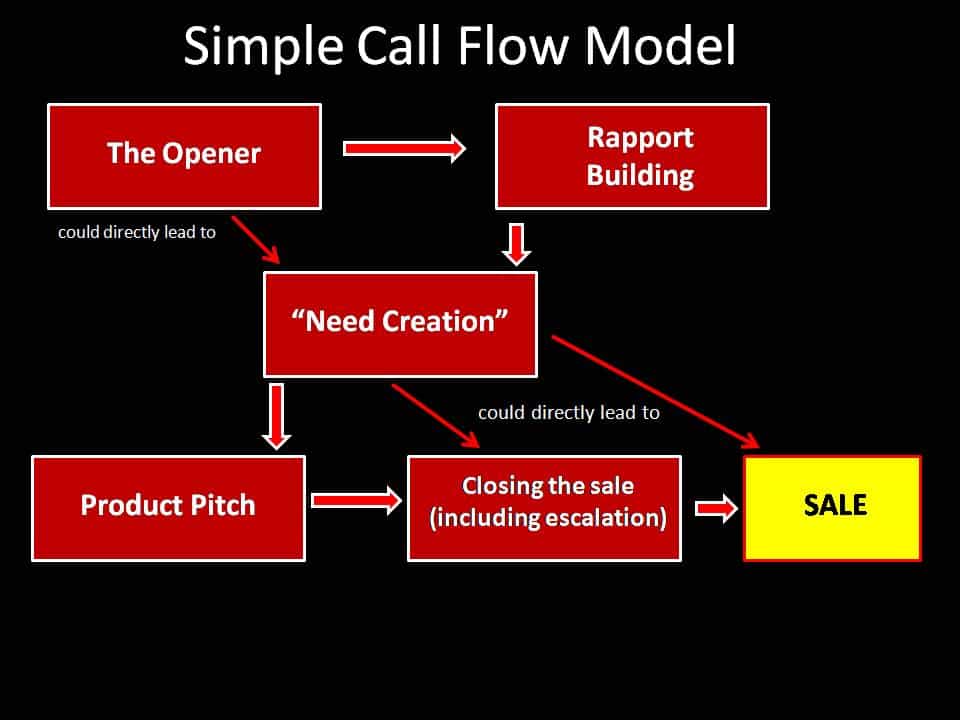 Simple Call Flow Model
The Opener
Rapport
Building
could directly lead to
“Need Creation”
could directly lead to
Product Pitch
Closing the sale
(including escalation)
SALE